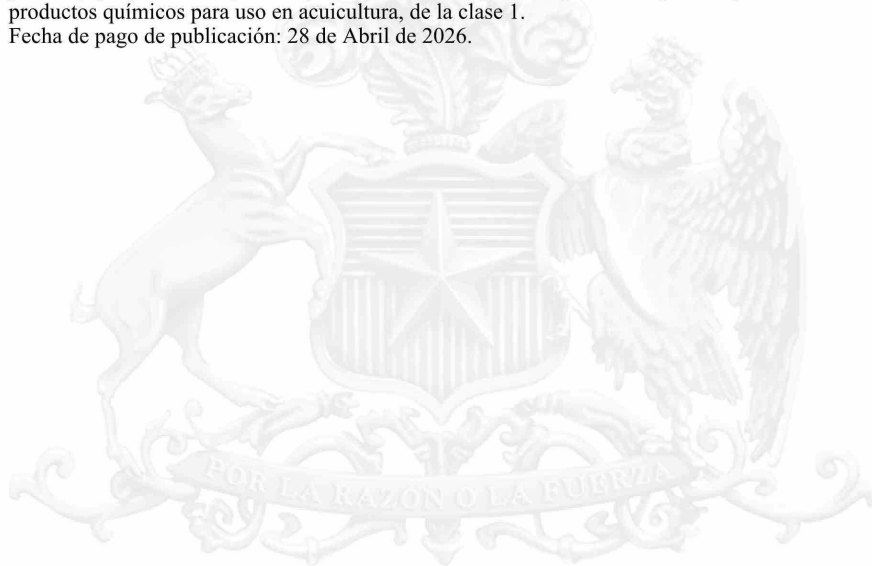 productos químicos para uso en acuicultura, de la clase 1.
Fecha de pago de publicación: 28 de Abril de 2026.
POR LA RAZON O LA FUERZA